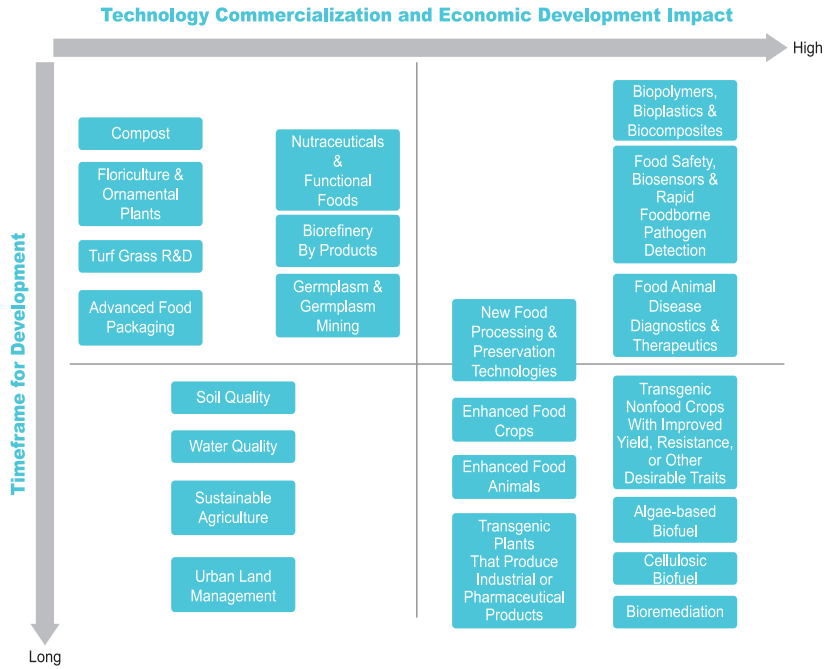 Technology Commercialization and Economic Development Impact
High
Timeframe for Development
Long
Compost
Floriculture &
Ornamental
Plants
Turf Grass R&D
Advanced Food
Packaging
Nutraceuticals
&
Functional
Foods
Biorefinery
By Products
Germplasm &
Germplasm
Mining
Biopolymers,
Bioplastics &
Biocomposites
Food Safety,
Biosensors &
Rapid
Foodborne
Pathogen
Detection
Food Animal
Disease
Diagnostics &
Therapeutics
New Food
Processing &
Preservation
Technologies
Soil Quality
Water Quality
Sustainable
Agriculture
Urban Land
Management
Enhanced Food
Crops
Enhanced Food
Animals
Transgenic
Plants
That Produce
Industrial or
Pharmaceutical
Products
Transgenic
Nonfood Crops
With Improved
Yield, Resistance,
or Other
Desirable Traits
Algae-based
Biofuel
Cellulosic
Biofuel
Bioremediation